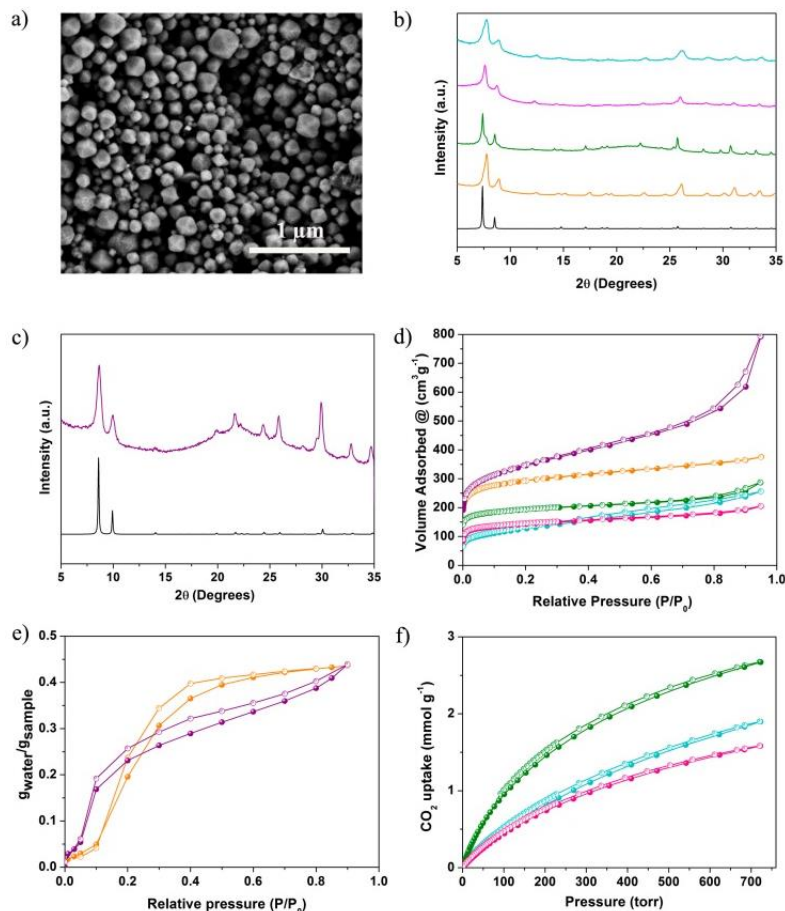 a)
1 µm
b)
Intensity (a.u.)
5 10 15 20 25 30 35
2θ (Degrees)
c)
Intensity (a.u.)
5 10 15 20 25 30 35
2θ (Degrees)
d)
Volume Adsorbed @ (cm³g⁻¹)
800
700
600
500
400
300
200
100
0
0.0 0.2 0.4 0.6 0.8 1.0
Relative Pressure (P/P₀)
e)
g_water/g_sample
0.5
0.4
0.3
0.2
0.1
0.0
0.0 0.2 0.4 0.6 0.8 1.0
Relative pressure (P/P₀)
f)
CO₂ uptake (mmol g⁻¹)
3
2
1
0
0 100 200 300 400 500 600 700
Pressure (torr)